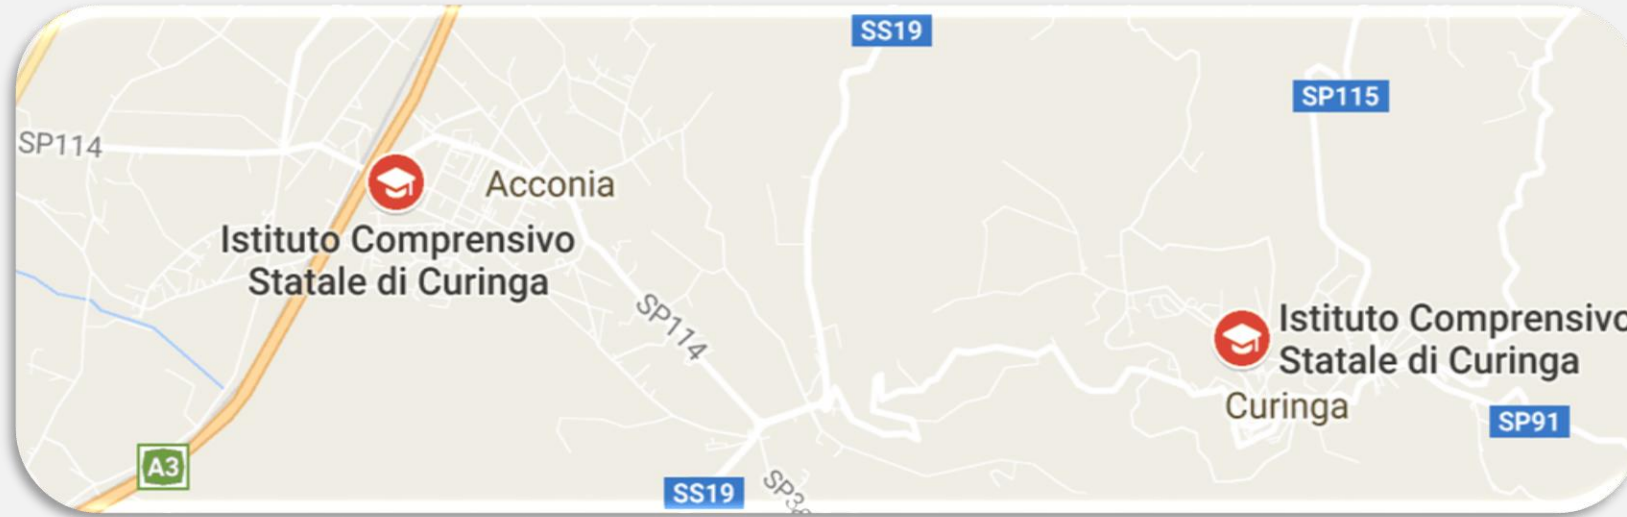 SS19
SP115
SP114
Acconia
Istituto Comprensivo
Statale di Curinga
SP114
Istituto Comprensivo
Statale di Curinga
Curinga
SP91
A3
SS19